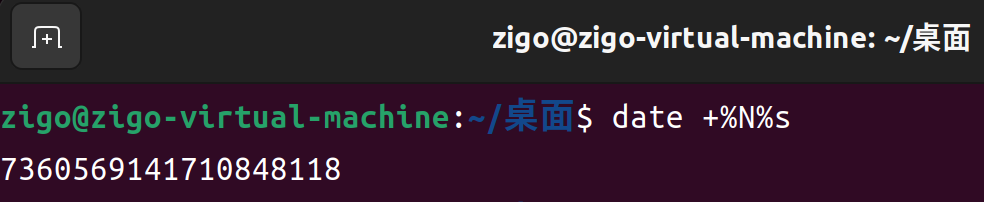 zigo@zigo-virtual-machine: ~/桌面
zigo@zigo-virtual-machine:~/桌面$ date +%N%s
7360569141710848118